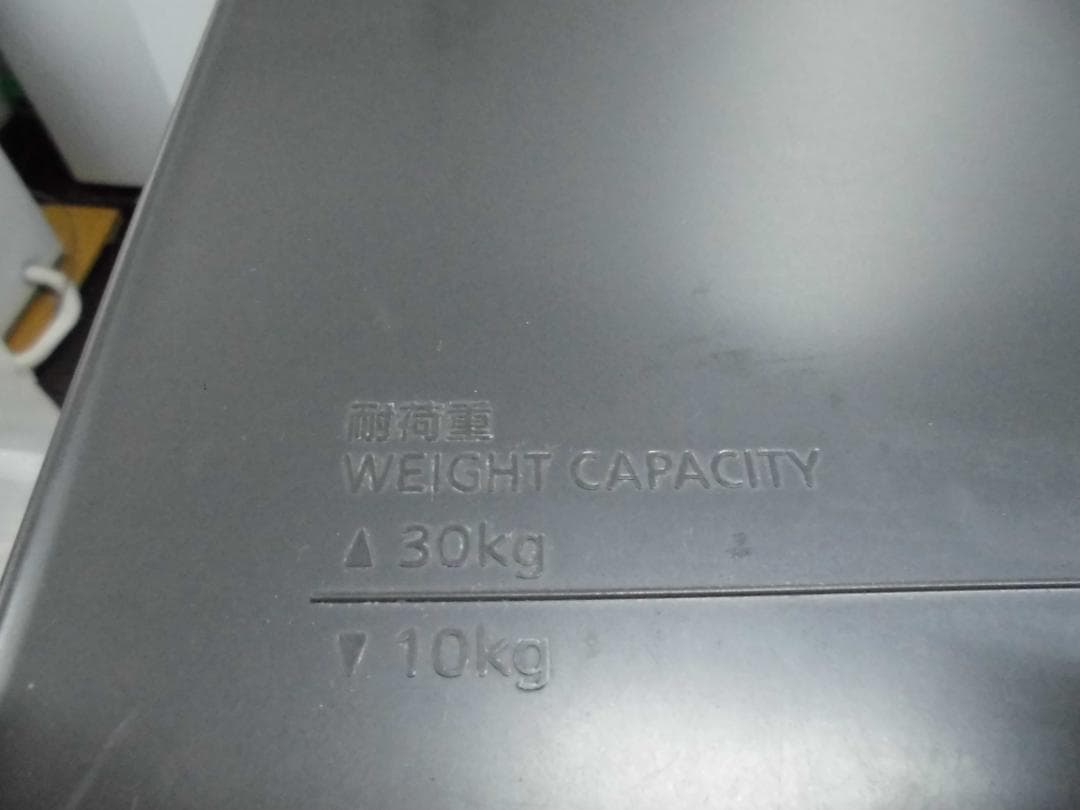 耐荷重
WEIGHT CAPACITY
▲ 30kg
▼ 10kg